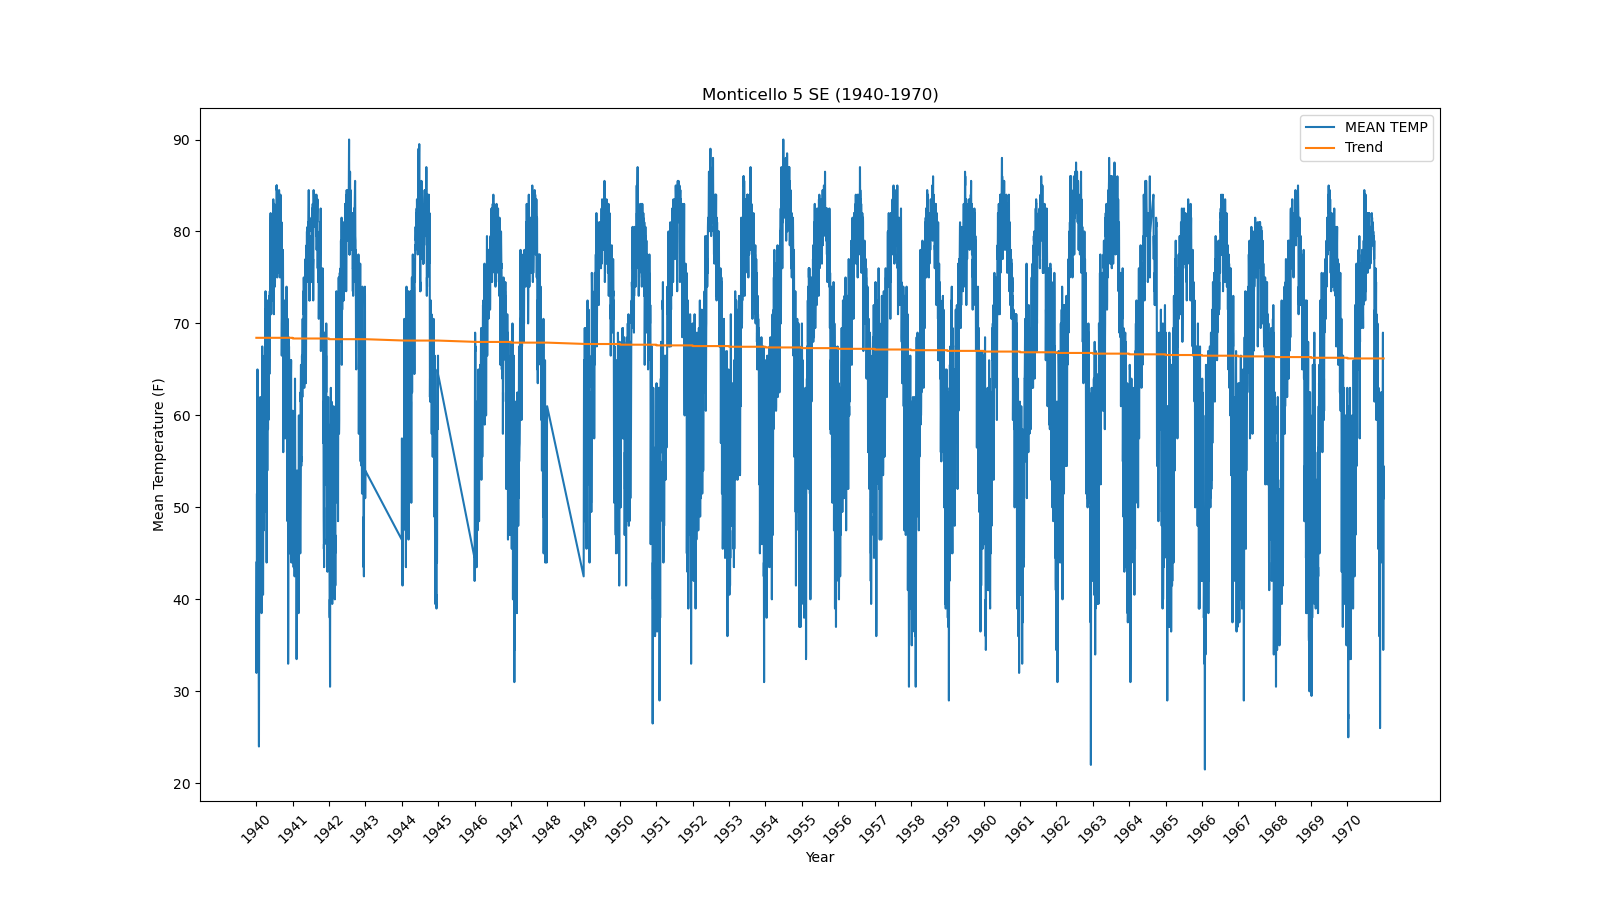 Monticello 5 SE (1940-1970)
MEAN TEMP
Trend
90
80
70
60
50
40
30
20
Mean Temperature (F)
1940 1941 1942 1943 1944 1945 1946 1947 1948 1949 1950 1951 1952 1953 1954 1955 1956 1957 1958 1959 1960 1961 1962 1963 1964 1965 1966 1967 1968 1969 1970
Year